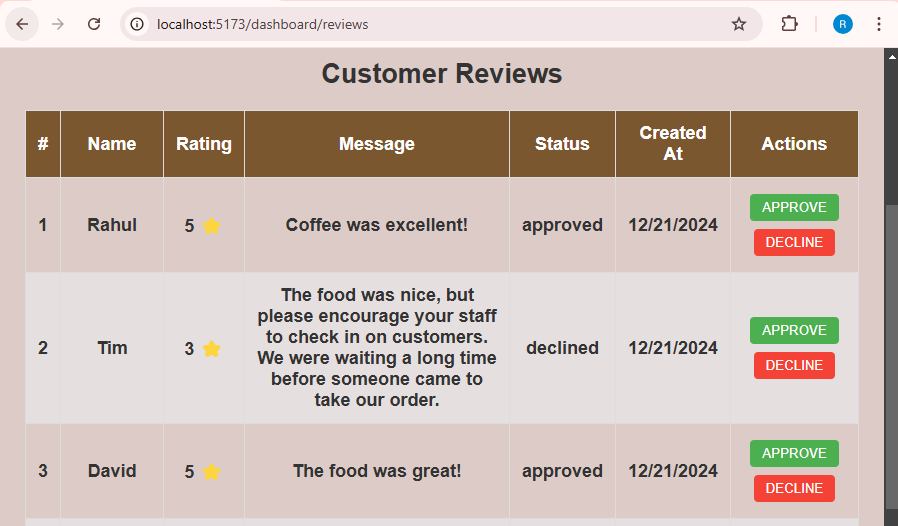 localhost:5173/dashboard/reviews
R
Customer Reviews
# Name Rating Message Status Created At Actions
1 Rahul 5 Coffee was excellent! approved 12/21/2024 APPROVE
DECLINE
2 Tim 3 The food was nice, but
please encourage your staff
to check in on customers.
We were waiting a long time
before someone came to
take our order. declined 12/21/2024 APPROVE
DECLINE
3 David 5 The food was great! approved 12/21/2024 APPROVE
DECLINE